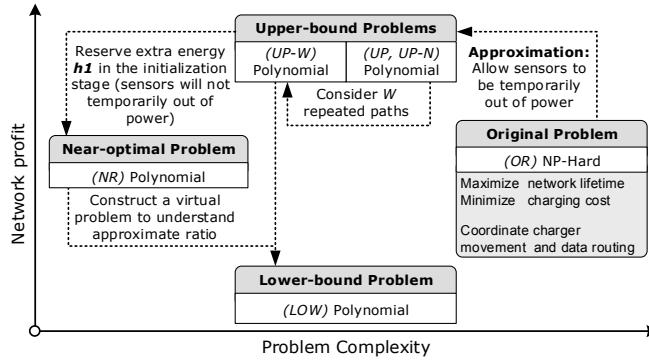 Network profit
Upper-bound Problems
(UP-W)
Polynomial
(UP, UP-N)
Polynomial
Consider W
repeated paths
Reserve extra energy
h1 in the initialization
stage (sensors will not
temporarily out of
power)
Approximation:
Allow sensors to
be temporarily
out of power
Near-optimal Problem
(NR) Polynomial
Construct a virtual
problem to understand
approximate ratio
Original Problem
(OR) NP-Hard
Maximize network lifetime
Minimize charging cost
Coordinate charger
movement and data routing
Lower-bound Problem
(LOW) Polynomial
Problem Complexity